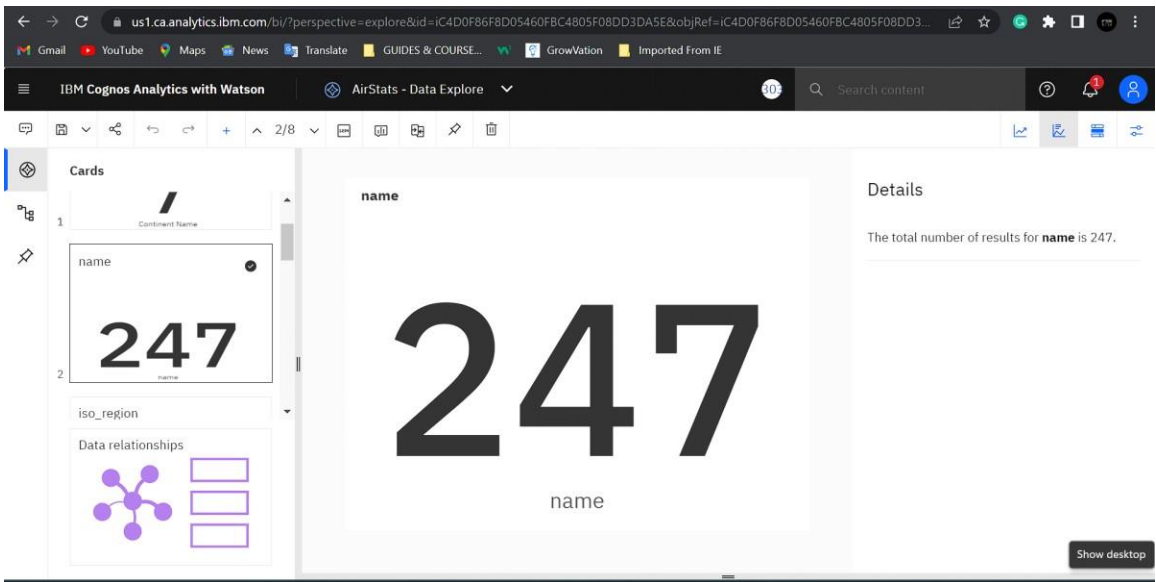 us1.ca.analytics.ibm.com/bi/?perspective=explore&id=iC4D0F86F8D05460FBC4805F08DD3DA5E&objRef=iC4D0F86F8D05460FBC4805F08DD3...
Gmail YouTube Maps News Translate GUIDES & COURSE... GrowVation Imported From IE
IBM Cognos Analytics with Watson AirStats - Data Explore 303 Search content 1
2/8
Cards
1
Continent Name
name
247
name
2
iso_region
Data relationships
name
247
name
Details
The total number of results for name is 247.
Show desktop